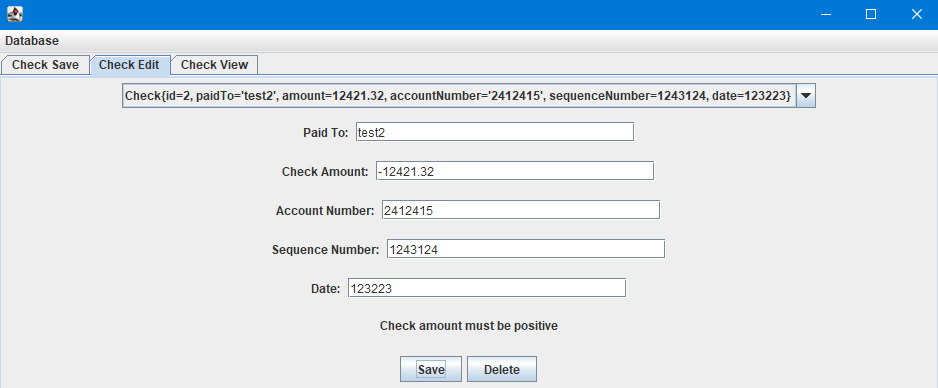 Database
Check Save Check Edit Check View
Check{id=2, paidTo='test2', amount=12421.32, accountNumber='2412415', sequenceNumber=1243124, date=123223}
Paid To: test2
Check Amount: -12421.32
Account Number: 2412415
Sequence Number: 1243124
Date: 123223
Check amount must be positive
Save Delete